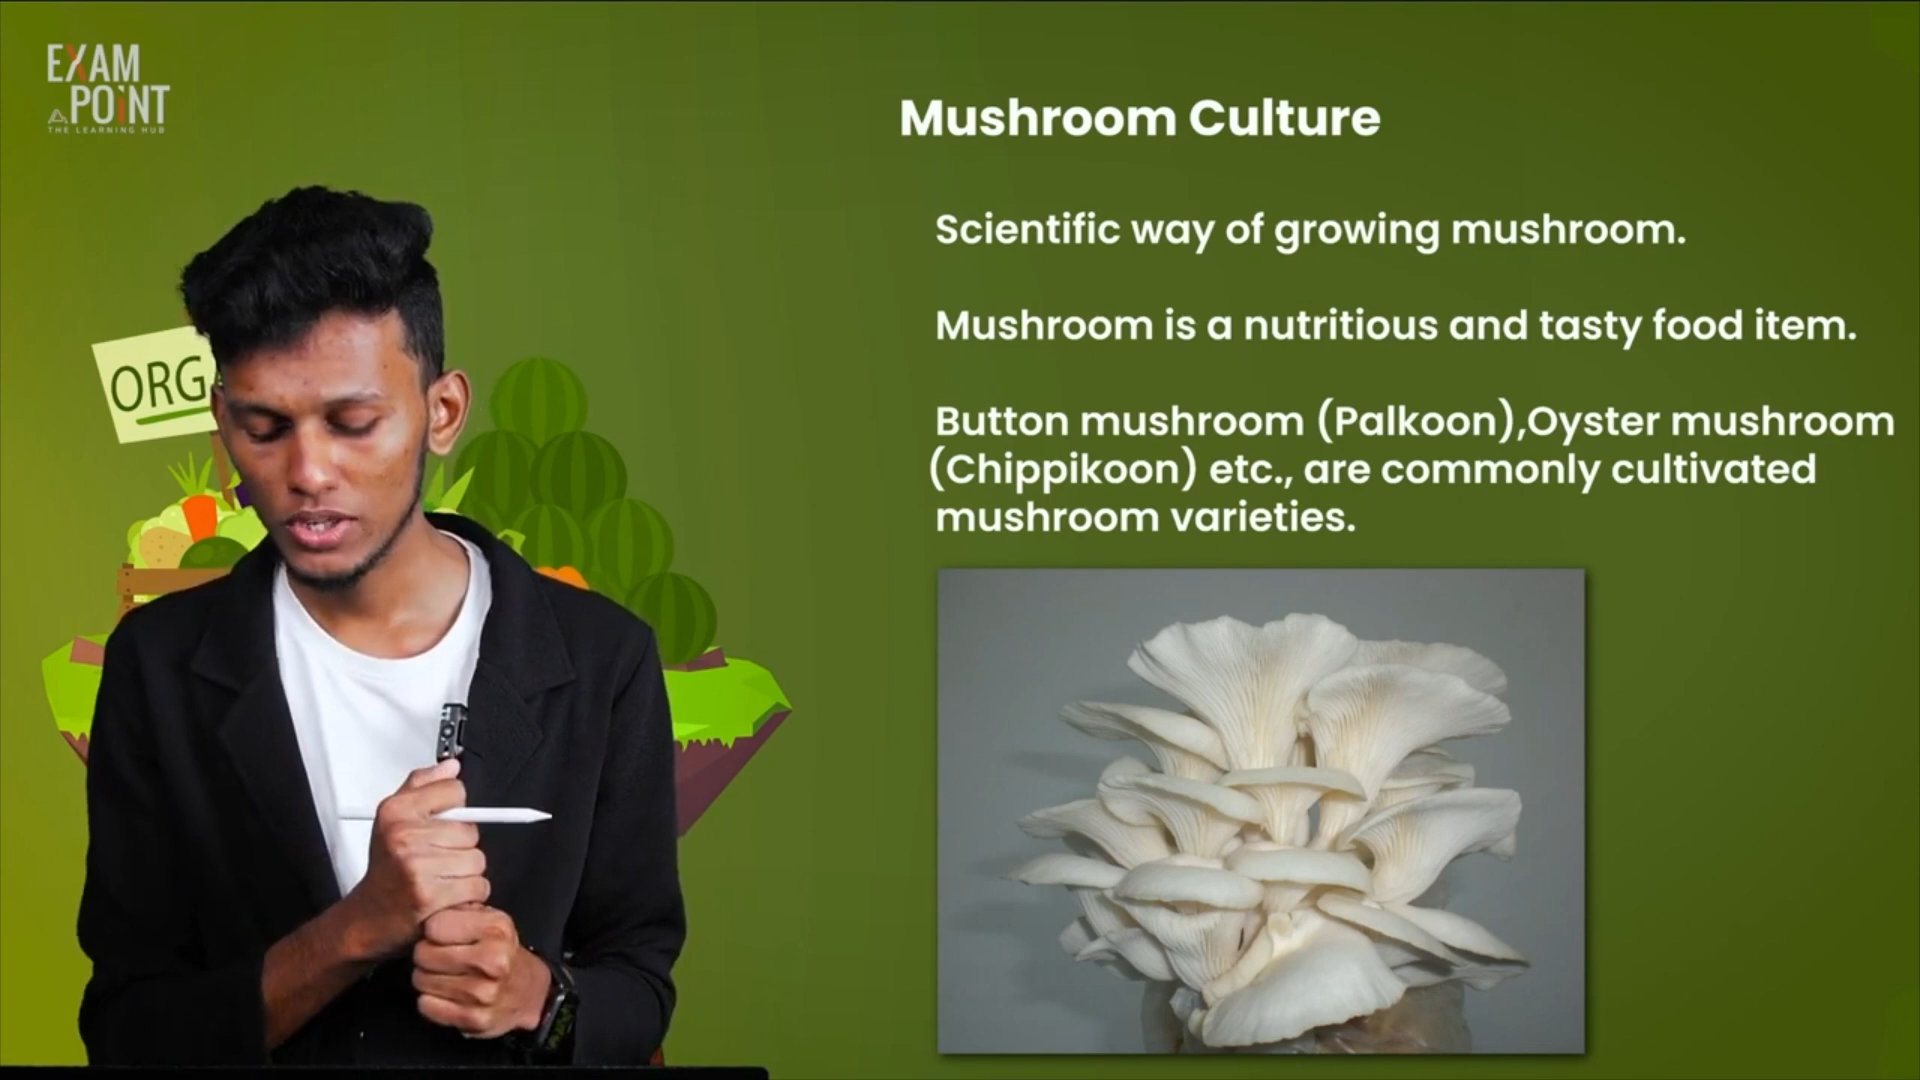 EXAM
POINT
THE LEARNING HUB
Mushroom Culture
Scientific way of growing mushroom.
Mushroom is a nutritious and tasty food item.
ORG
Button mushroom (Palkoon),Oyster mushroom
(Chippikoon) etc., are commonly cultivated
mushroom varieties.